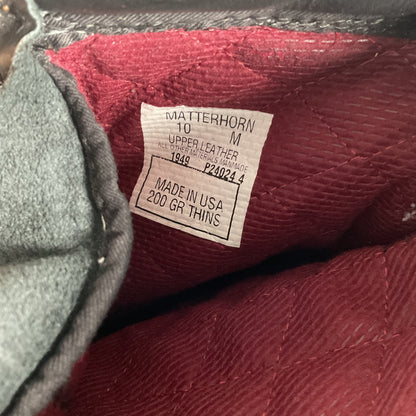 MATTERHORN
10 M
UPPER LEATHER
ALL OTHER MATERIALS MANMADE
1949 P24024 4
MADE IN USA
200 GR THINS